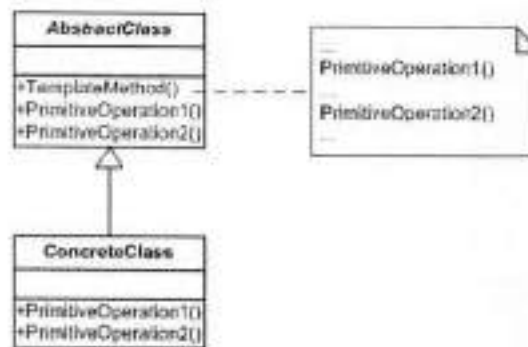 AbstractClass
+TemplateMethod()
+PrimitiveOperation1()
+PrimitiveOperation2()
...
PrimitiveOperation1()
...
PrimitiveOperation2()
...
ConcreteClass
+PrimitiveOperation1()
+PrimitiveOperation2()